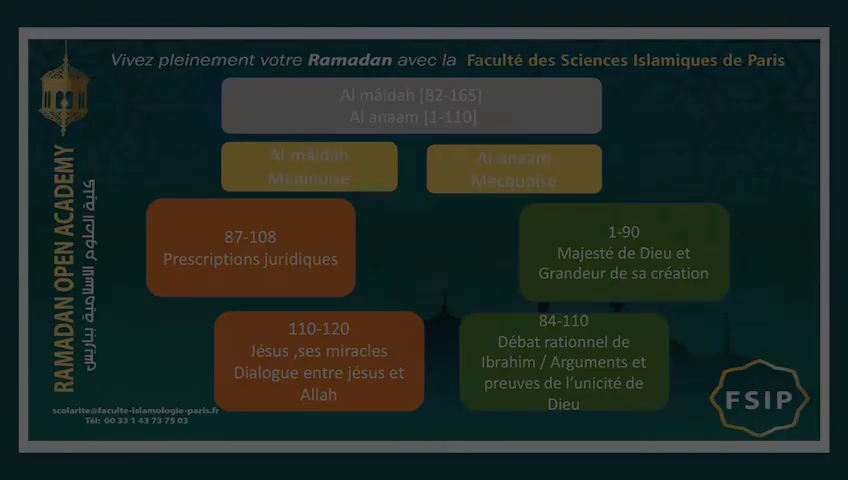 Vivez pleinement votre Ramadan avec la Faculté des Sciences Islamiques de Paris
Al mâidah [82-165]
Al anaam [1-110]
Al mâidah
Médinoise
Al anaam
Mecquoise
87-108
Prescriptions juridiques
1-90
Majesté de Dieu et
Grandeur de sa création
110-120
Jésus ,ses miracles
Dialogue entre jésus et
Allah
84-110
Débat rationnel de
Ibrahim / Arguments et
preuves de l'unicité de
Dieu
RAMADAN OPEN ACADEMY
كلية العلوم الاسلامية بباريس
scolarite@faculte-islamologie-paris.fr
Tél: 00 33 1 43 73 75 03
FSIP